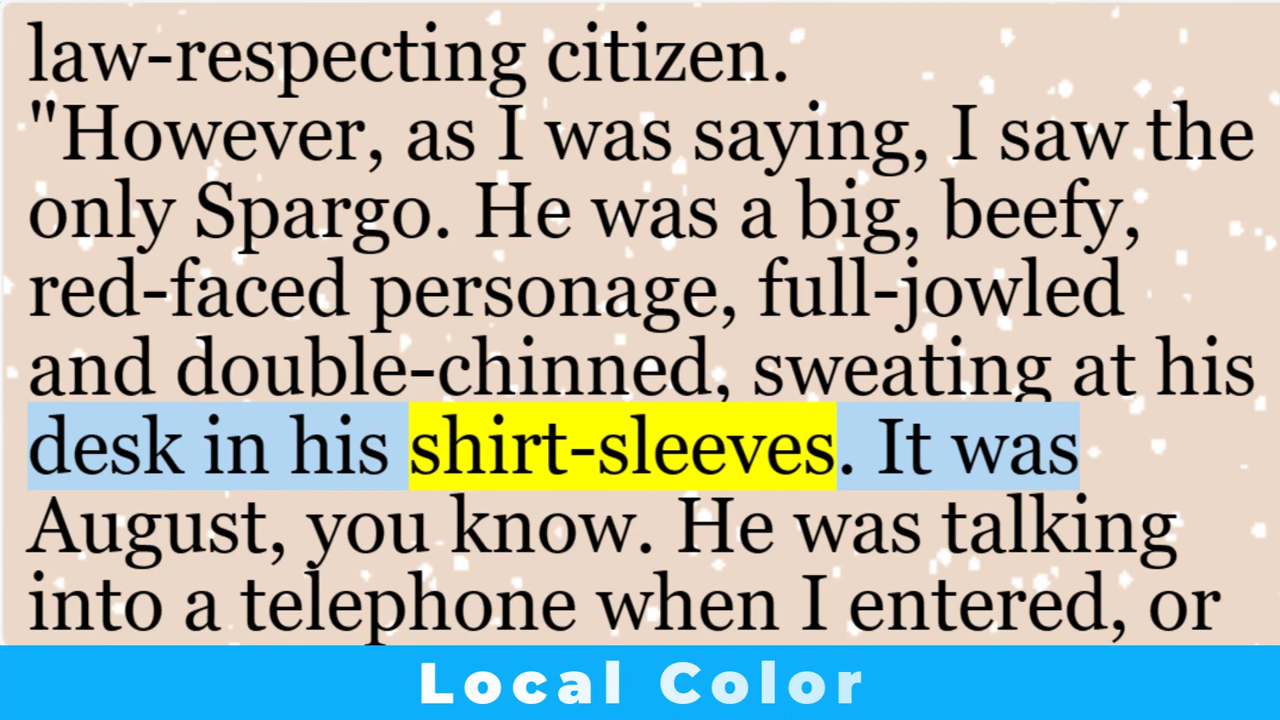 law-respecting citizen.
"However, as I was saying, I saw the
only Spargo. He was a big, beefy,
red-faced personage, full-jowled
and double-chinned, sweating at his
desk in his shirt-sleeves. It was
August, you know. He was talking
into a telephone when I entered, or
Local Color